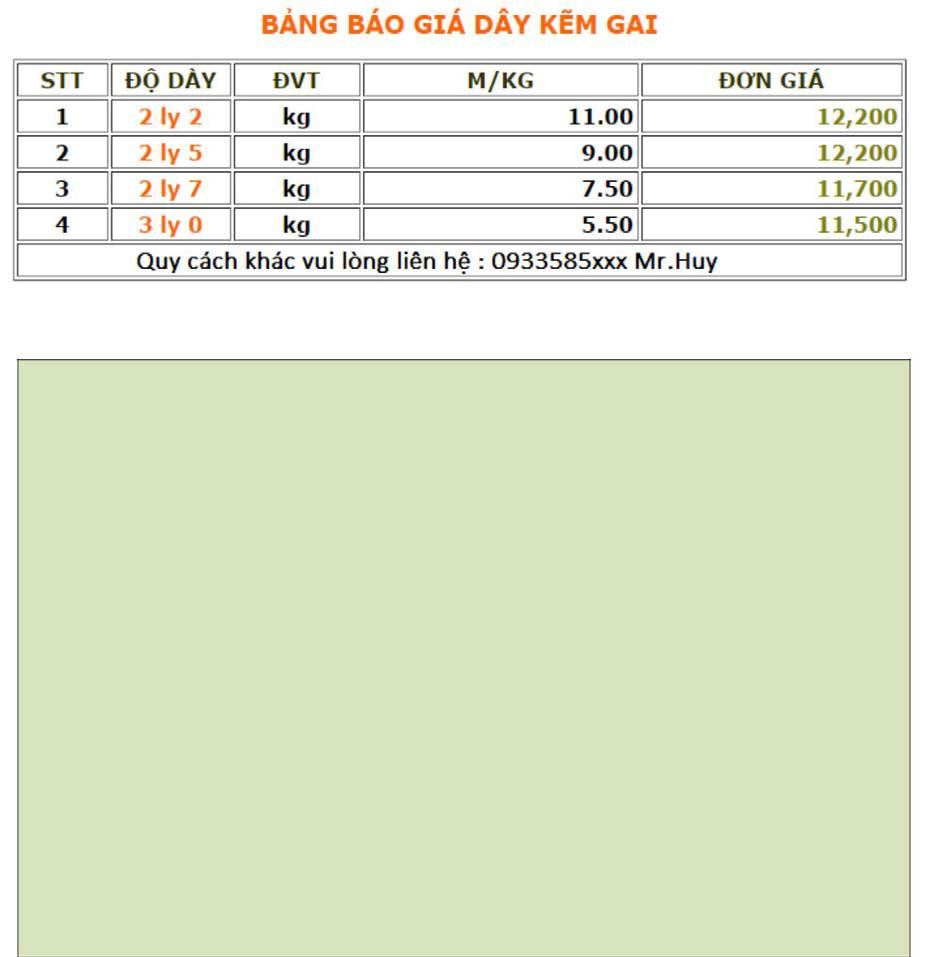 BẢNG BÁO GIÁ DÂY KẼM GAI
STT ĐỘ DÀY ĐVT M/KG ĐƠN GIÁ
1 2 ly 2 kg 11.00 12,200
2 2 ly 5 kg 9.00 12,200
3 2 ly 7 kg 7.50 11,700
4 3 ly 0 kg 5.50 11,500
Quy cách khác vui lòng liên hệ : 0933585xxx Mr.Huy